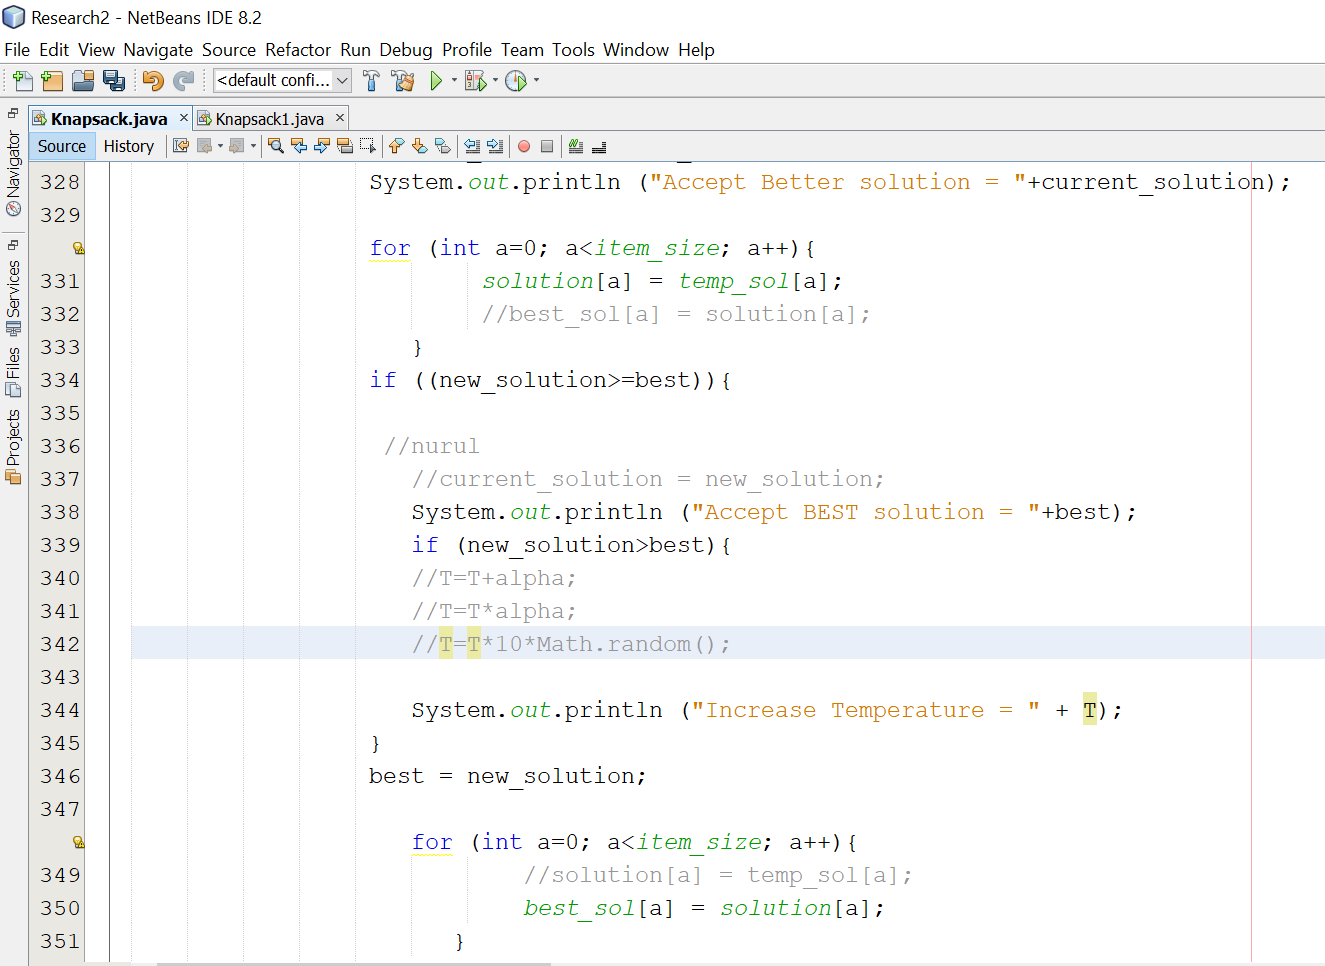 Research2 - NetBeans IDE 8.2
File Edit View Navigate Source Refactor Run Debug Profile Team Tools Window Help
<default confi...
Knapsack.java × Knapsack1.java ×
Source History
Navigator
Services
Files
Projects
328 System.out.println ("Accept Better solution = "+current_solution);
329
for (int a=0; a<item_size; a++){
331 solution[a] = temp_sol[a];
332 //best_sol[a] = solution[a];
333 }
334 if ((new_solution>=best)){
335
336 //nurul
337 //current_solution = new_solution;
338 System.out.println ("Accept BEST solution = "+best);
339 if (new_solution>best){
340 //T=T+alpha;
341 //T=T*alpha;
342 //T=T*10*Math.random();
343
344 System.out.println ("Increase Temperature = " + T);
345 }
346 best = new_solution;
347
for (int a=0; a<item_size; a++){
349 //solution[a] = temp_sol[a];
350 best_sol[a] = solution[a];
351 }